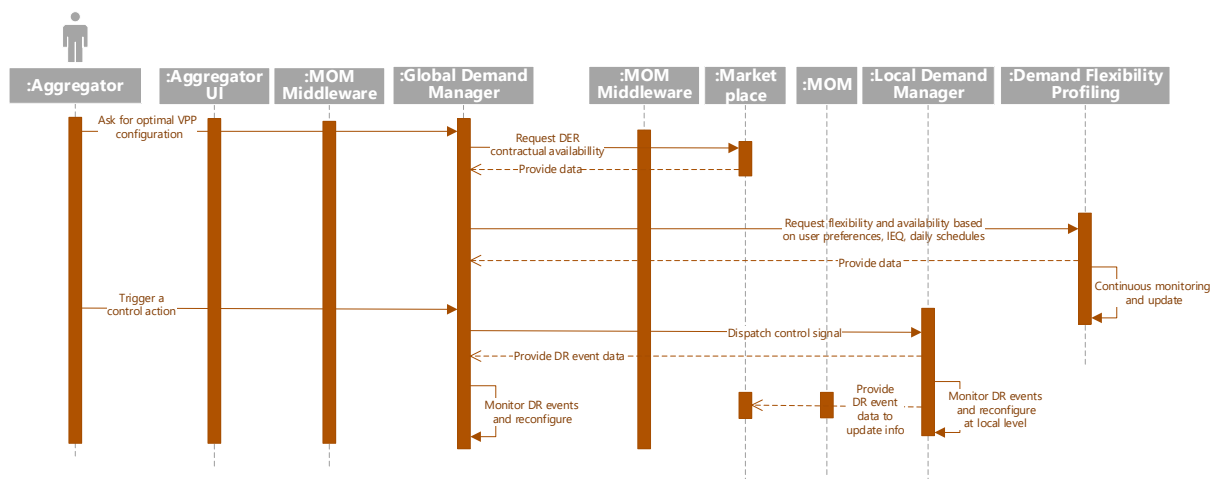 :Aggregator
:Aggregator
UI
:MOM
Middleware
:Global Demand
Manager
:MOM
Middleware
:Market
place
:MOM
:Local Demand
Manager
:Demand Flexibility
Profiling
Ask for optimal VPP
configuration
Request DER
contractual availabillity
Provide data
Request flexibility and availability based
on user preferences, IEQ, daily schedules
Provide data
Continuous monitoring
and update
Trigger a
control action
Dispatch control signal
Provide DR event data
Monitor DR events
and reconfigure
Provide
DR event
data to
update info
Monitor DR events
and reconfigure
at local level